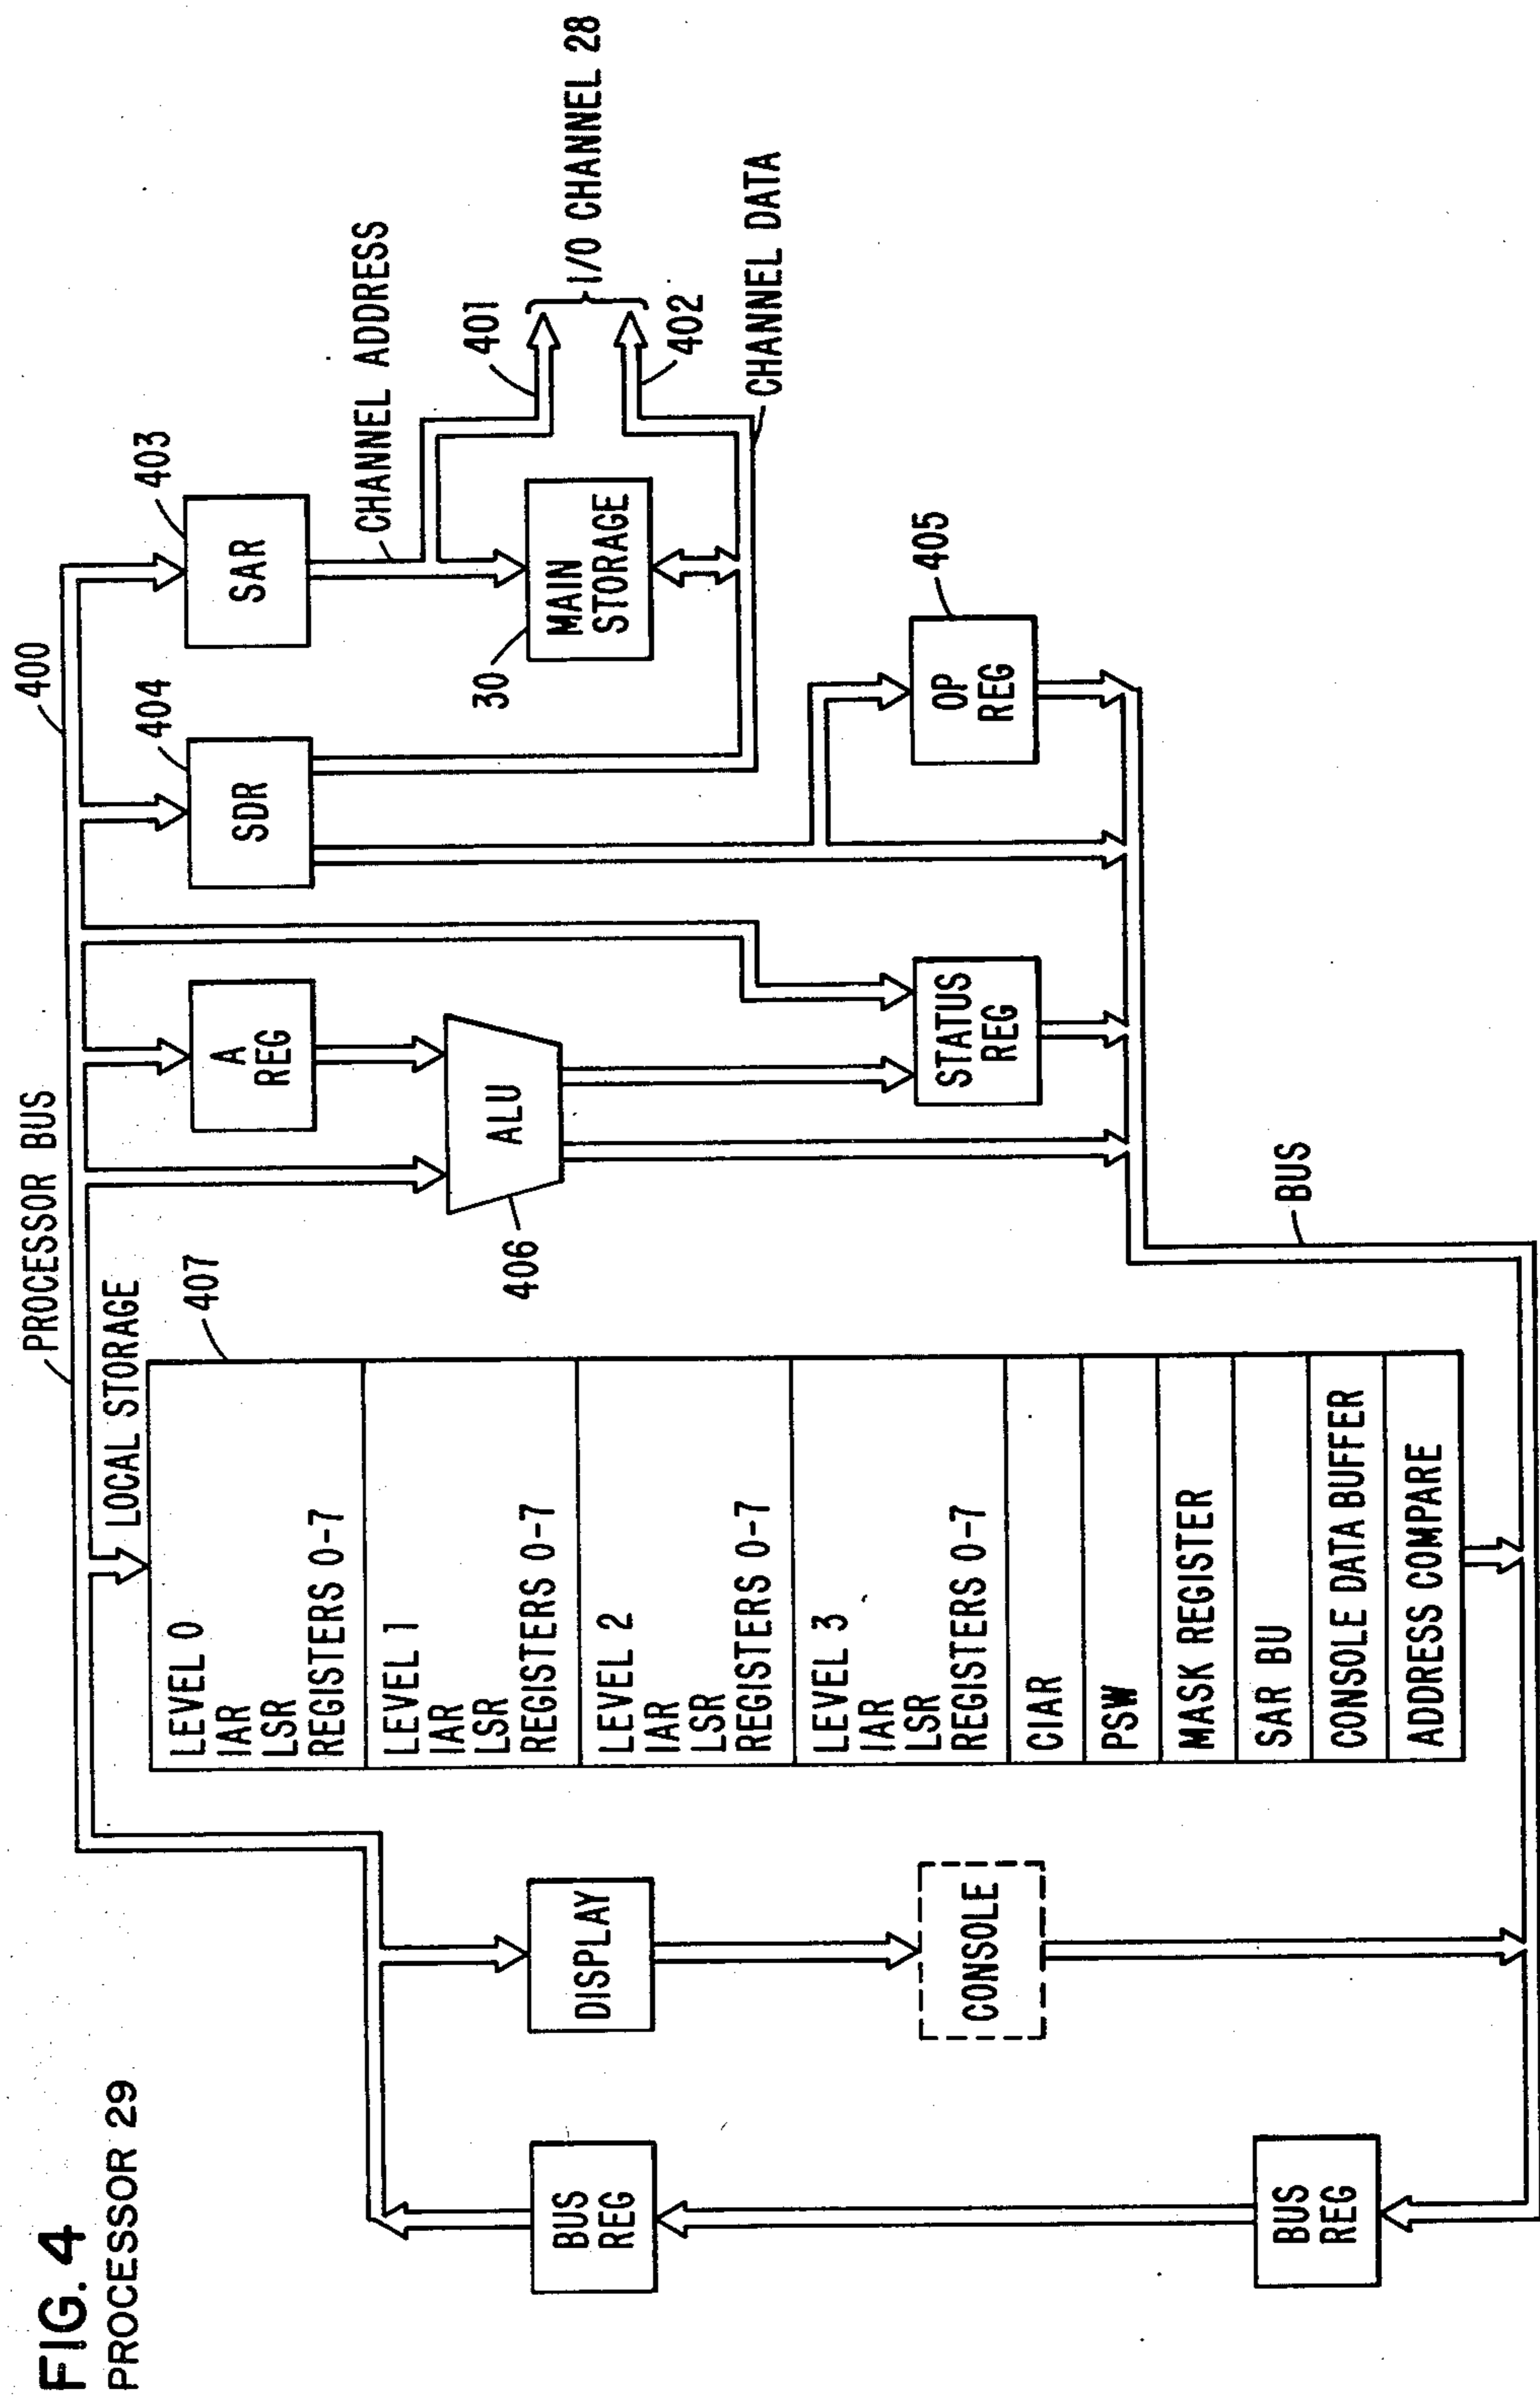 FIG. 4
PROCESSOR 29
PROCESSOR BUS
400
LOCAL STORAGE
407
LEVEL 0
IAR
LSR
REGISTERS 0-7
LEVEL 1
IAR
LSR
REGISTERS 0-7
LEVEL 2
IAR
LSR
REGISTERS 0-7
LEVEL 3
IAR
LSR
REGISTERS 0-7
CIAR
PSW
MASK REGISTER
SAR BU
CONSOLE DATA BUFFER
ADDRESS COMPARE
BUS
REG
DISPLAY
CONSOLE
BUS
REG
A
REG
ALU
406
STATUS
REG
SDR
404
SAR
403
CHANNEL ADDRESS
MAIN
STORAGE
30
401
I/O CHANNEL 28
402
CHANNEL DATA
OP
REG
405
BUS